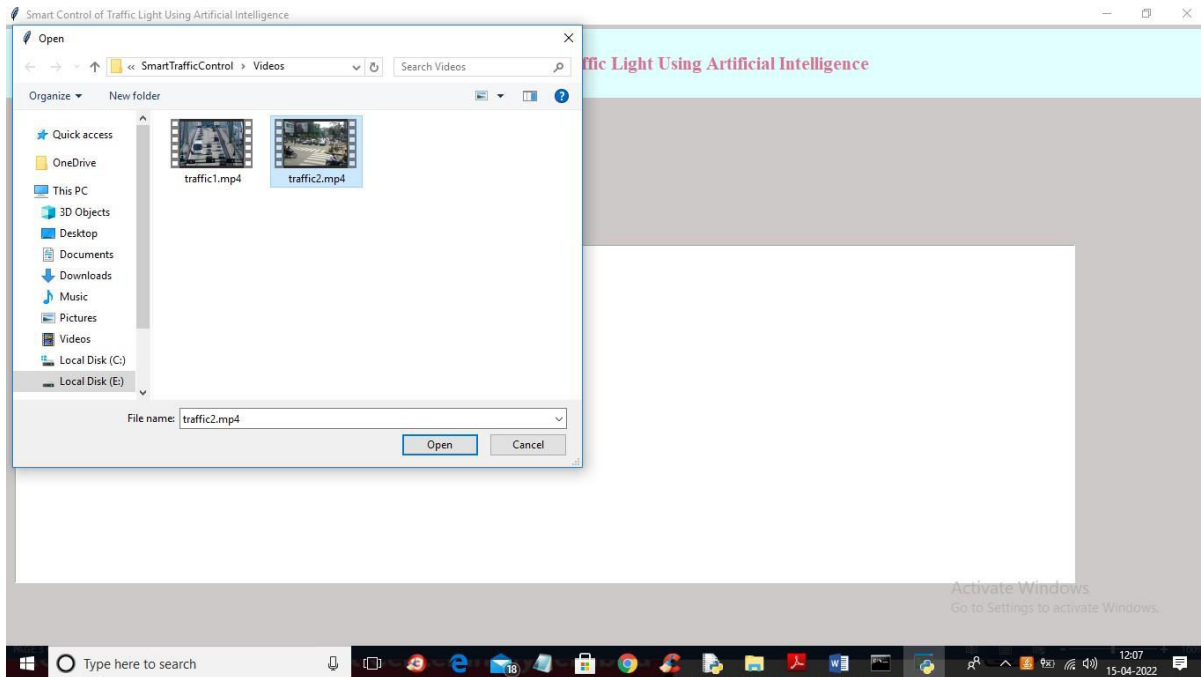 Smart Control of Traffic Light Using Artificial Intelligence
Open
ffic Light Using Artificial Intelligence
« SmartTrafficControl › Videos
Search Videos
Organize
New folder
Quick access
OneDrive
This PC
3D Objects
Desktop
Documents
Downloads
Music
Pictures
Videos
Local Disk (C:)
Local Disk (E:)
traffic1.mp4
traffic2.mp4
File name: traffic2.mp4
Open
Cancel
Activate Windows
Go to Settings to activate Windows.
Type here to search
18
12:07
15-04-2022